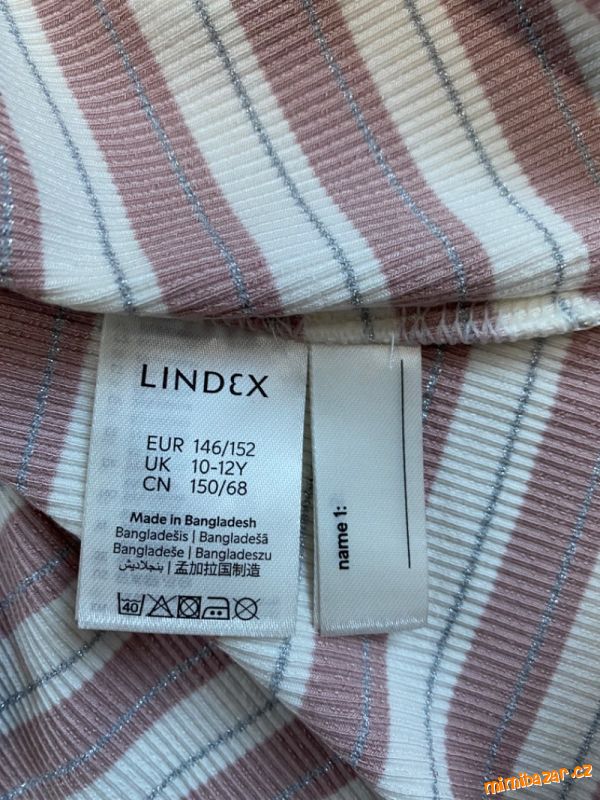 LINDEX
EUR 146/152
UK 10-12Y
CN 150/68
Made in Bangladesh
Bangladešis | Bangladešā
Bangladeše | Bangladeszu
بنجلاديش | 孟加拉国制造
40
name 1:
mimibazar.cz